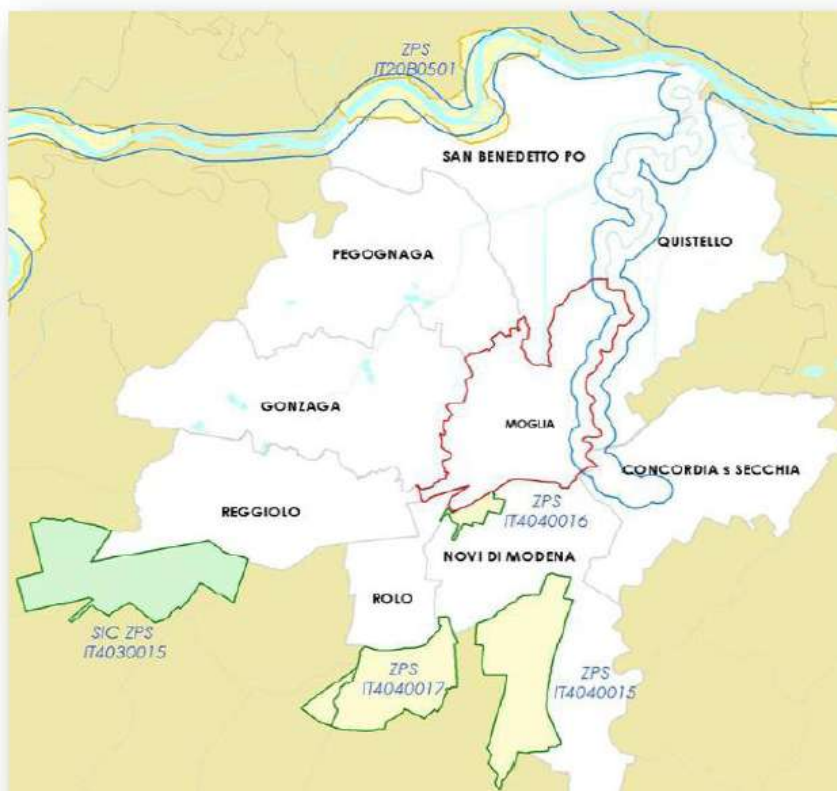 ZPS
IT20B0501
SAN BENEDETTO PO
QUISTELLO
PEGOGNAGA
GONZAGA
MOGLIA
CONCORDIA s SECCHIA
REGGIOLO
ZPS
IT4040016
NOVI DI MODENA
ROLO
SIC ZPS
IT4030015
ZPS
IT4040017
ZPS
IT4040015